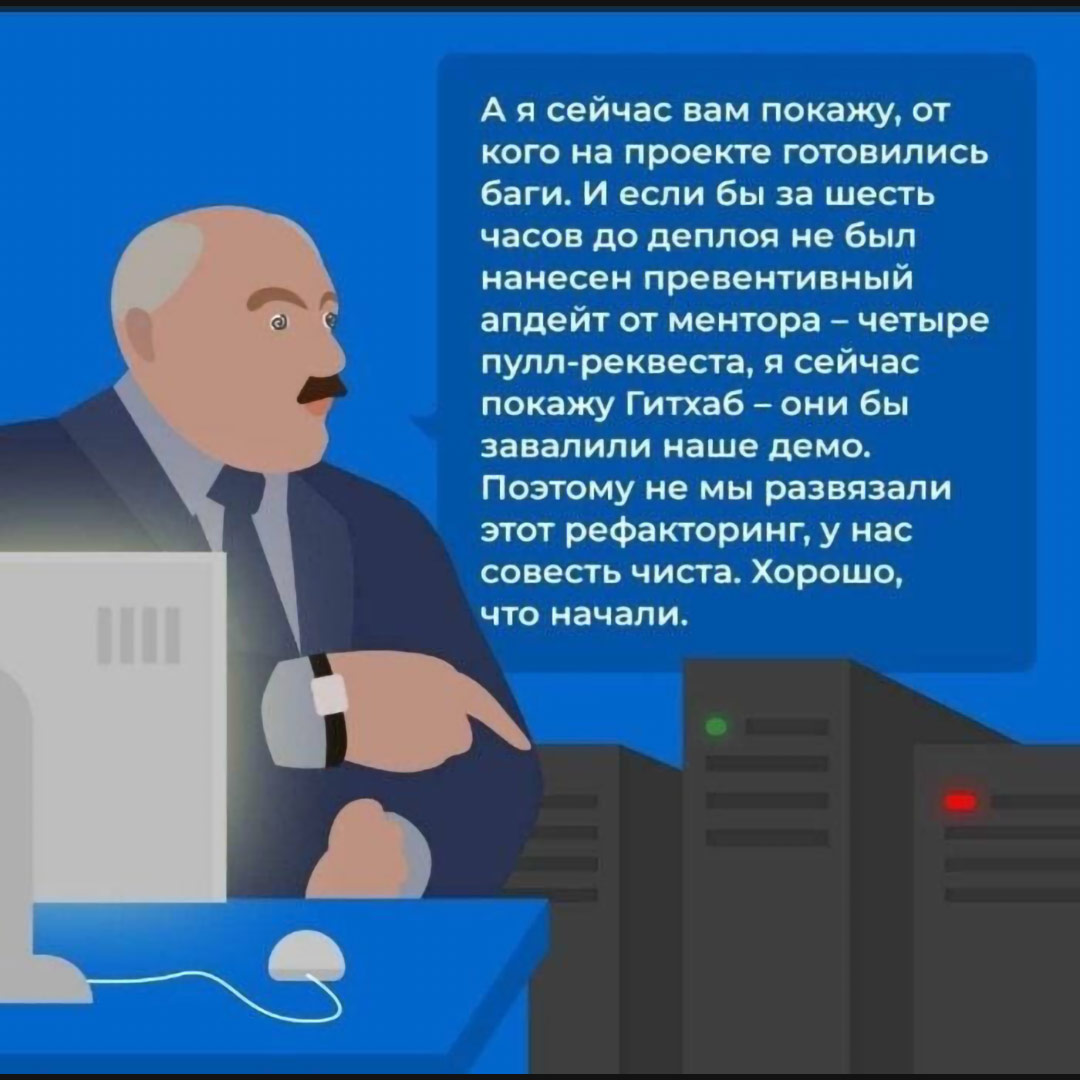 А я сейчас вам покажу, от
кого на проекте готовились
баги. И если бы за шесть
часов до деплоя не был
нанесен превентивный
апдейт от ментора – четыре
пулл-реквеста, я сейчас
покажу Гитхаб – они бы
завалили наше демо.
Поэтому не мы развязали
этот рефакторинг, у нас
совесть чиста. Хорошо,
что начали.